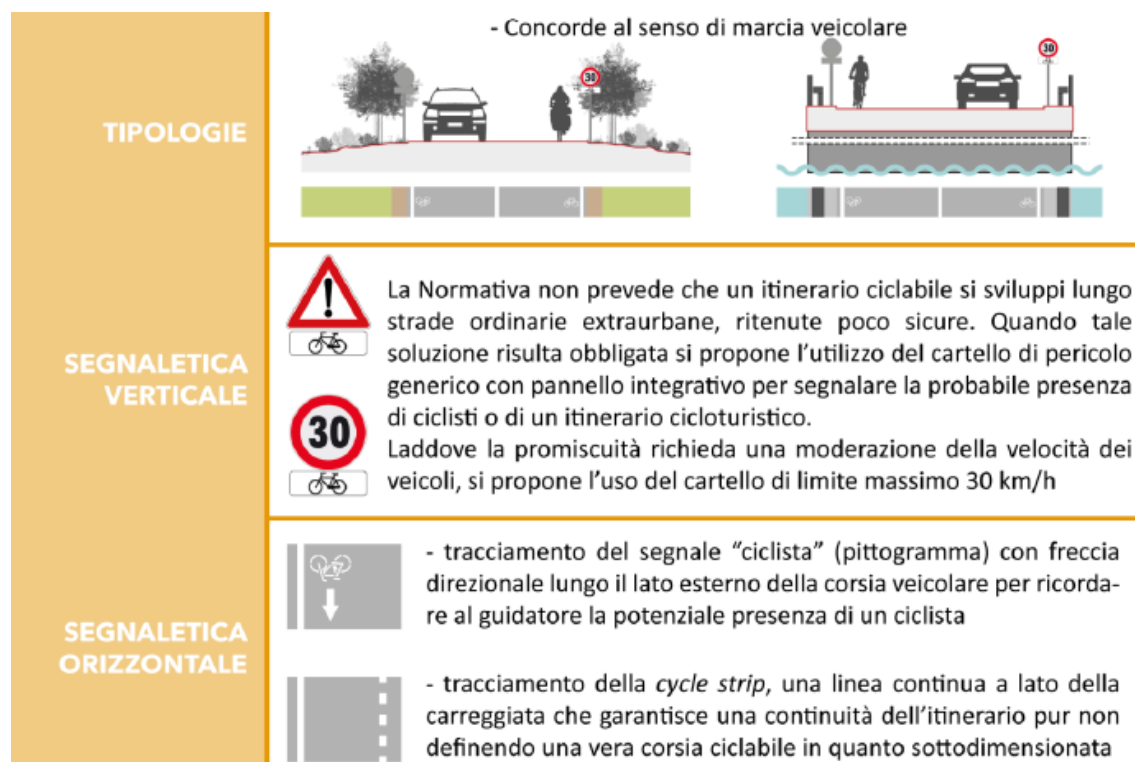 - Concorde al senso di marcia veicolare
30
30
TIPOLOGIE
La Normativa non prevede che un itinerario ciclabile si sviluppi lungo
strade ordinarie extraurbane, ritenute poco sicure. Quando tale
soluzione risulta obbligata si propone l'utilizzo del cartello di pericolo
generico con pannello integrativo per segnalare la probabile presenza
di ciclisti o di un itinerario cicloturistico.
SEGNALETICA
VERTICALE
30
Laddove la promiscuità richieda una moderazione della velocità dei
veicoli, si propone l'uso del cartello di limite massimo 30 km/h
- tracciamento del segnale "ciclista" (pittogramma) con freccia
direzionale lungo il lato esterno della corsia veicolare per ricorda-
re al guidatore la potenziale presenza di un ciclista
SEGNALETICA
ORIZZONTALE
- tracciamento della cycle strip, una linea continua a lato della
carreggiata che garantisce una continuità dell'itinerario pur non
definendo una vera corsia ciclabile in quanto sottodimensionata